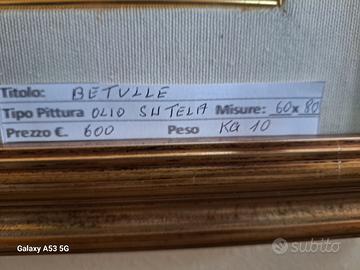 Titolo: BETULLE
Tipo Pittura OLIO SU TELA Misure: 60x80
Prezzo €. 600 Peso KG 10
Galaxy A53 5G
subito